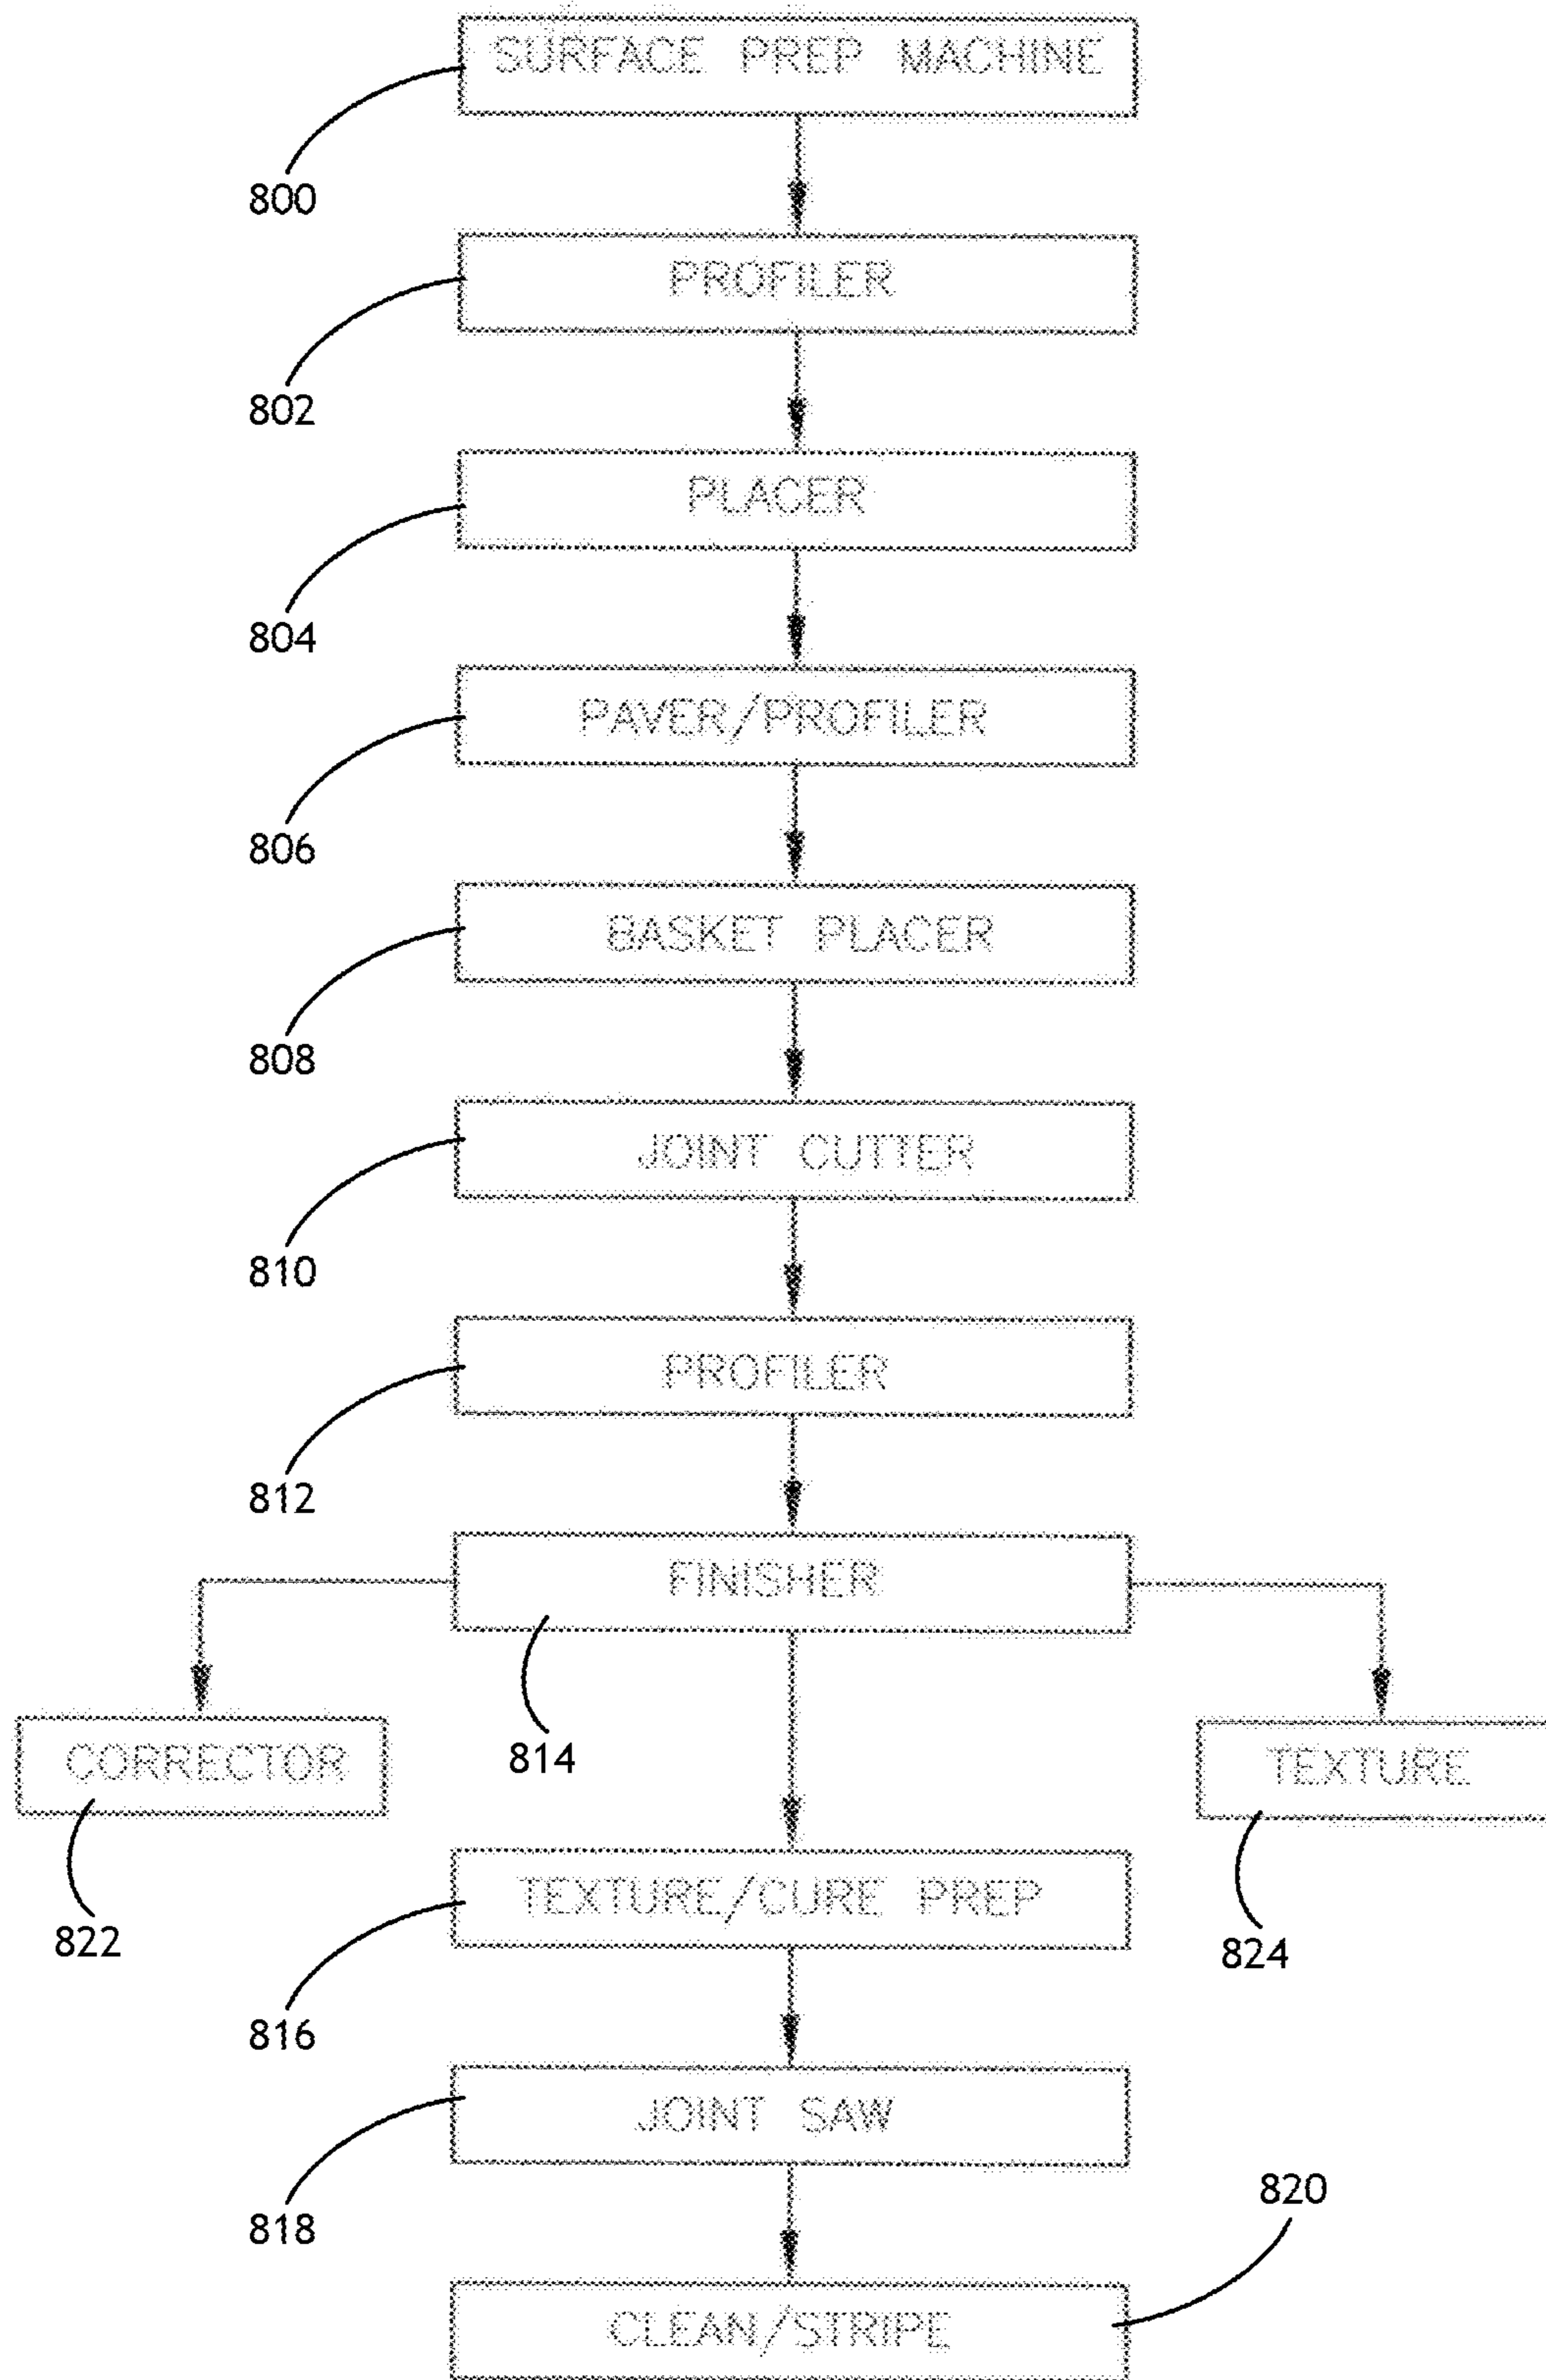 SURFACE PREP MACHINE
800
PROFILER
802
PLACER
804
PAVER/PROFILER
806
BASKET PLACER
808
JOINT CUTTER
810
PROFILER
812
FINISHER
814
CORRECTOR
822
TEXTURE
824
TEXTURE/CURE PREP
816
JOINT SAW
818
820
CLEAN/STRIPE